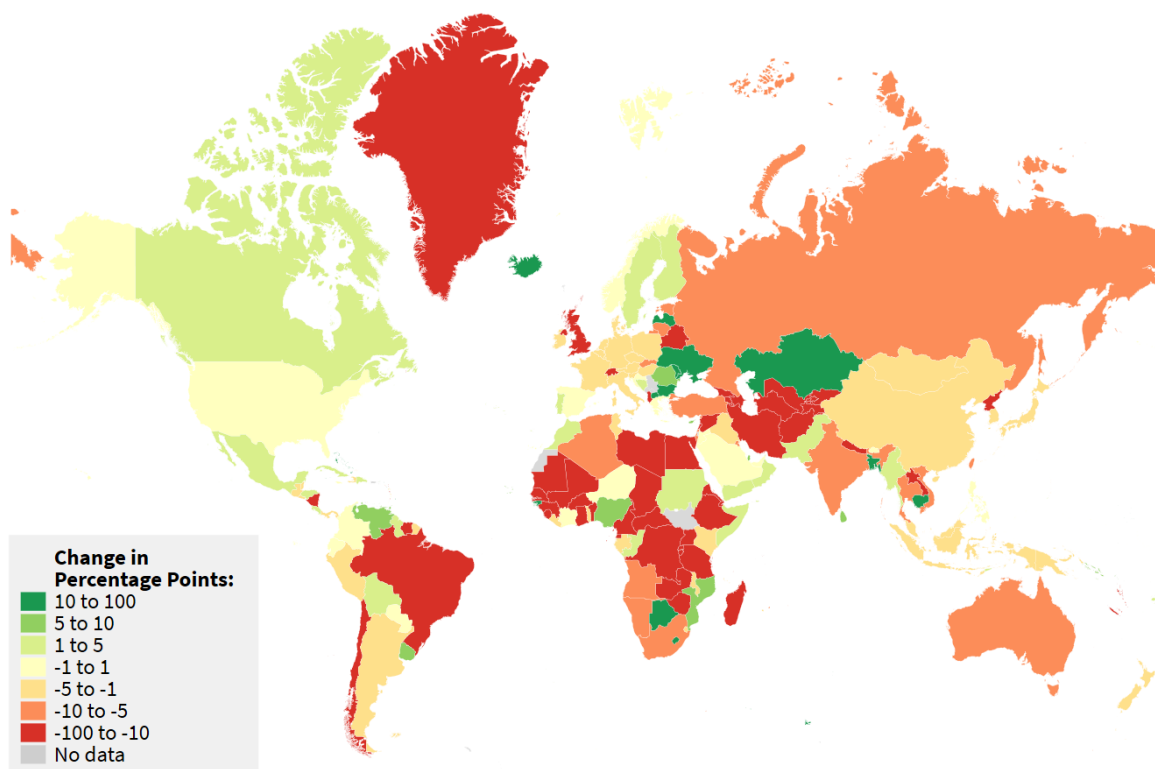 Change in
Percentage Points:
10 to 100
5 to 10
1 to 5
-1 to 1
-5 to -1
-10 to -5
-100 to -10
No data